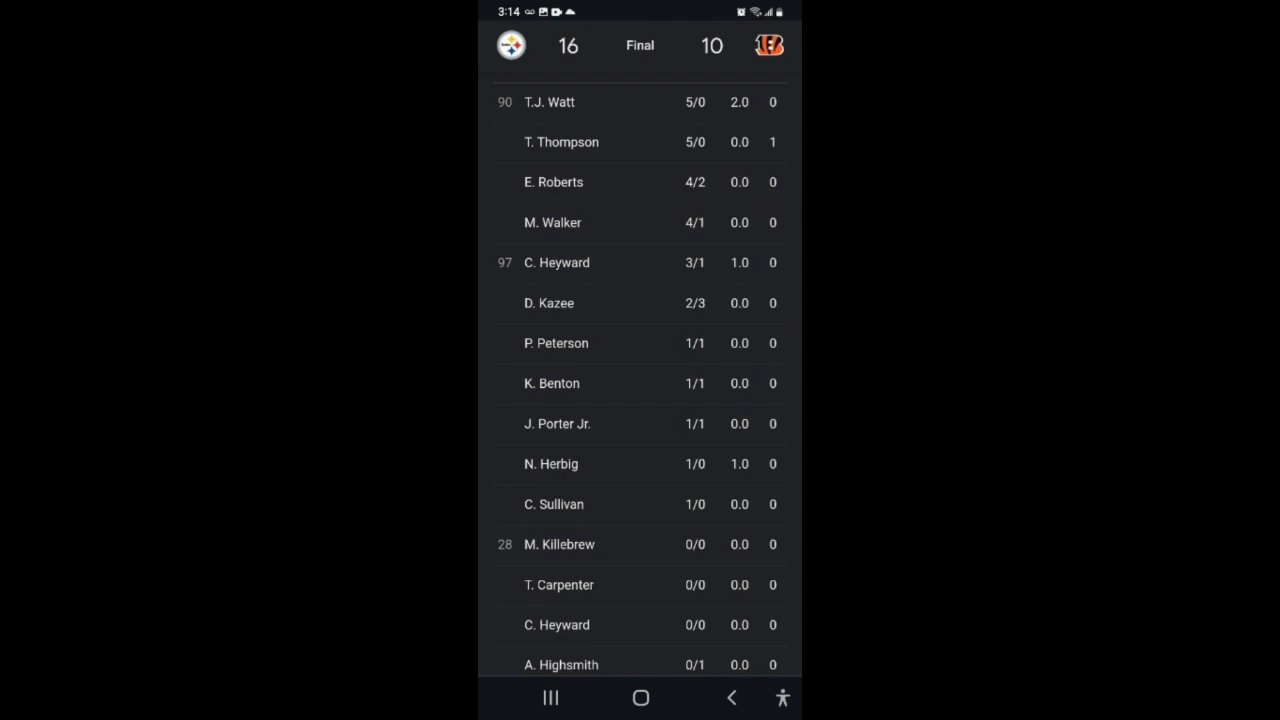 3:14
16 Final 10
90 T.J. Watt 5/0 2.0 0
T. Thompson 5/0 0.0 1
E. Roberts 4/2 0.0 0
M. Walker 4/1 0.0 0
97 C. Heyward 3/1 1.0 0
D. Kazee 2/3 0.0 0
P. Peterson 1/1 0.0 0
K. Benton 1/1 0.0 0
J. Porter Jr. 1/1 0.0 0
N. Herbig 1/0 1.0 0
C. Sullivan 1/0 0.0 0
28 M. Killebrew 0/0 0.0 0
T. Carpenter 0/0 0.0 0
C. Heyward 0/0 0.0 0
A. Highsmith 0/1 0.0 0